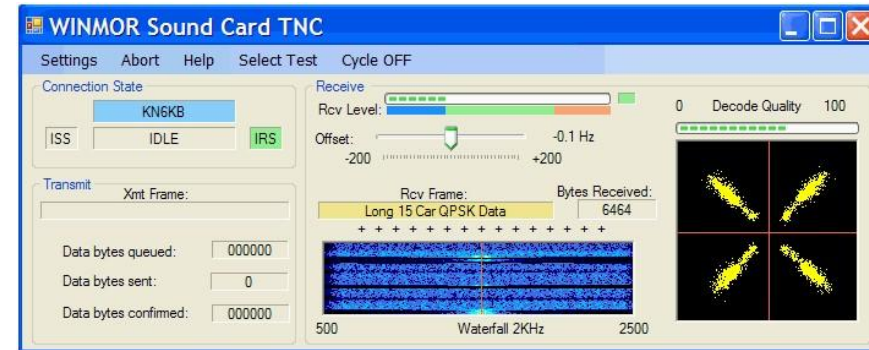 WINMOR Sound Card TNC
Settings Abort Help Select Test Cycle OFF
Connection State
KN6KB
ISS IDLE IRS
Transmit
Xmt Frame:
Data bytes queued: 000000
Data bytes sent: 0
Data bytes confirmed: 000000
Receive
Rcv Level:
Offset: -0.1 Hz
-200 +200
Rcv Frame: Bytes Received:
Long 15 Car QPSK Data 6464
+ + + + + + + + + + + + + + +
500 Waterfall 2KHz 2500
0 Decode Quality 100